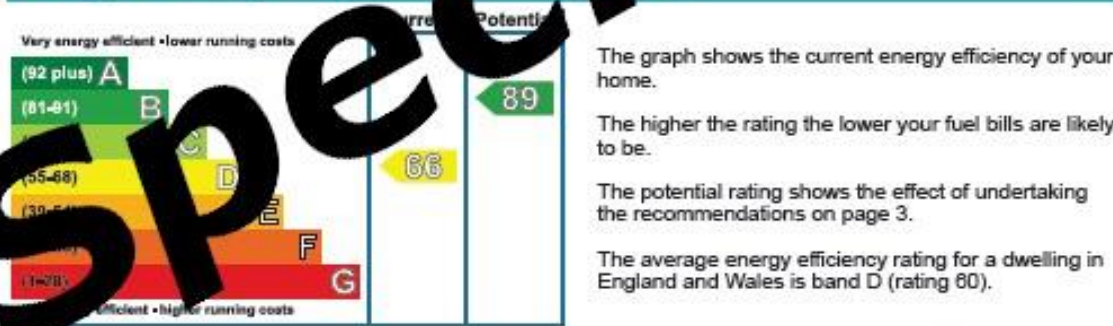 Potentia
Very energy efficient • lower running costs
(92 plus) A
(81-91) B
C
(55-68) D
E
F
G
efficient • higher running costs
89
66
Spec
The graph shows the current energy efficiency of your
home.
The higher the rating the lower your fuel bills are likely
to be.
The potential rating shows the effect of undertaking
the recommendations on page 3.
The average energy efficiency rating for a dwelling in
England and Wales is band D (rating 60).